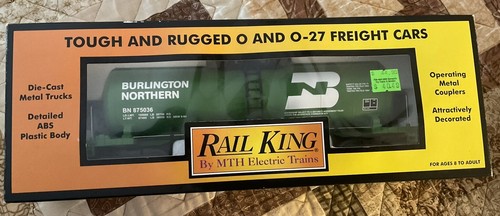 TOUGH AND RUGGED O AND O-27 FREIGHT CARS
Die-Cast
Metal Trucks
Detailed
ABS
Plastic Body
BURLINGTON
NORTHERN
BN 875036
BN
Operating
Metal
Couplers
Attractively
Decorated
RAIL KING®
By MTH Electric Trains
FOR AGES 8 TO ADULT